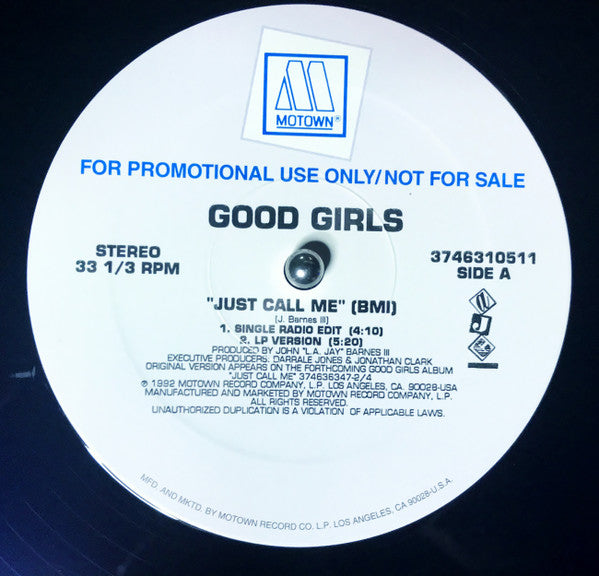 MOTOWN®
FOR PROMOTIONAL USE ONLY/NOT FOR SALE
GOOD GIRLS
STEREO
33 1/3 RPM
3746310511
SIDE A
"JUST CALL ME" (BMI)
(J. Barnes III)
1. SINGLE RADIO EDIT (4:10)
2. LP VERSION (5:20)
PRODUCED BY JOHN "L.A. JAY" BARNES III
EXECUTIVE PRODUCERS: DARRALE JONES & JONATHAN CLARK
ORIGINAL VERSION APPEARS ON THE FORTHCOMING GOOD GIRLS ALBUM
"JUST CALL ME" 374636347-2/4
℗ 1992 MOTOWN RECORD COMPANY, L.P. LOS ANGELES, CA. 90028-USA
MANUFACTURED AND MARKETED BY MOTOWN RECORD COMPANY, L.P.
ALL RIGHTS RESERVED.
UNAUTHORIZED DUPLICATION IS A VIOLATION OF APPLICABLE LAWS.
MFD. AND MKTD. BY MOTOWN RECORD CO. L.P. LOS ANGELES, CA 90028-U.S.A.